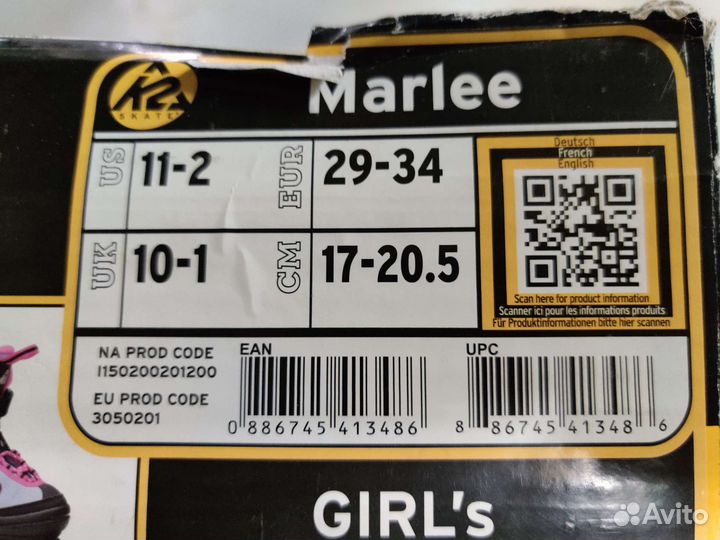 K2
SKATE
Marlee
US 11-2 EUR 29-34
UK 10-1 CM 17-20.5
Deutsch
French
English
Scan here for product information
Scanner ici pour les informations produits
Für Produktinformationen bitte hier scannen
NA PROD CODE
I150200201200
EU PROD CODE
3050201
EAN
0 886745 413486
UPC
8 86745 41348 6
GIRL's
Avito